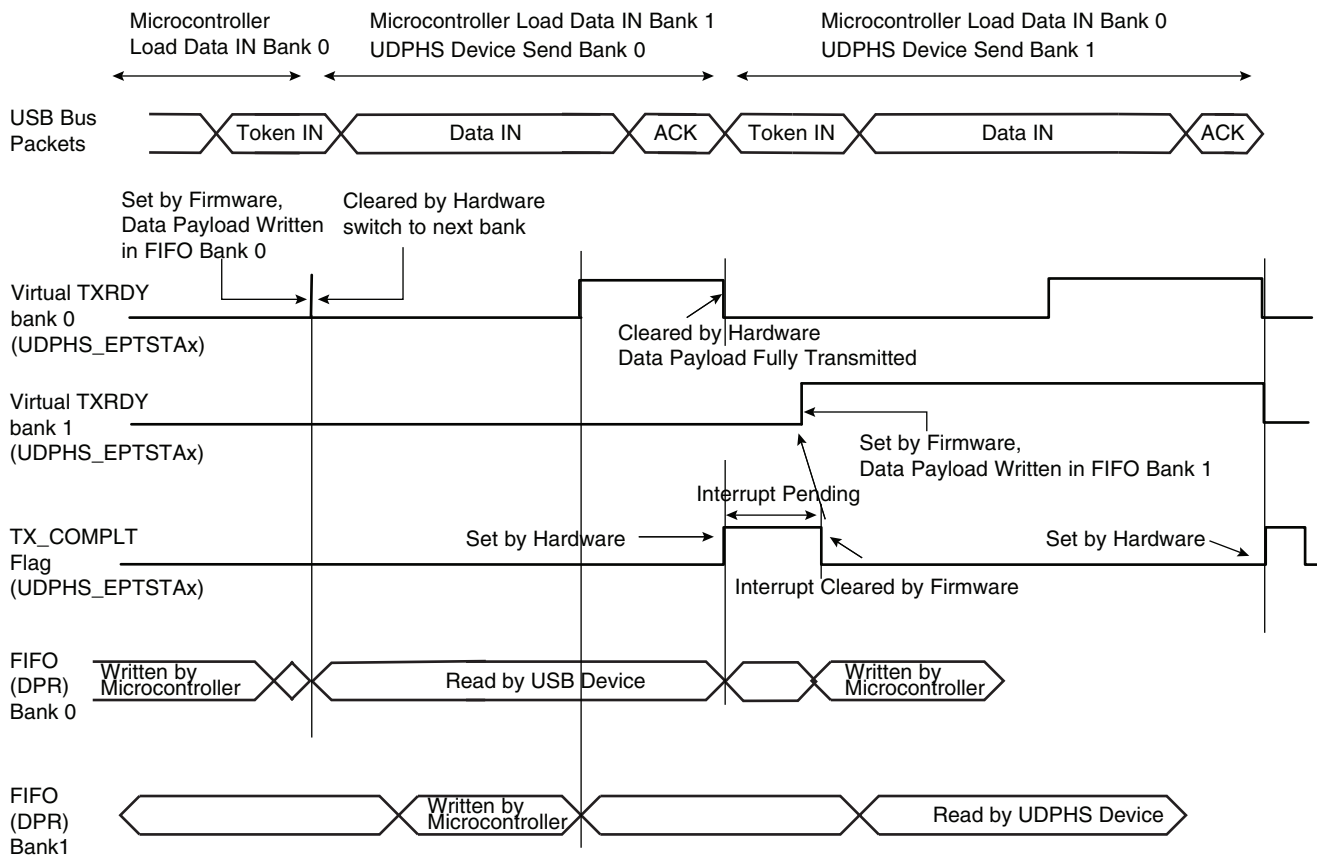 Microcontroller
Load Data IN Bank 0
Microcontroller Load Data IN Bank 1
UDPHS Device Send Bank 0
Microcontroller Load Data IN Bank 0
UDPHS Device Send Bank 1
USB Bus
Packets
Token IN
Data IN
ACK
Token IN
Data IN
ACK
Set by Firmware,
Data Payload Written
in FIFO Bank 0
Cleared by Hardware
switch to next bank
Virtual TXRDY
bank 0
(UDPHS_EPTSTAx)
Cleared by Hardware
Data Payload Fully Transmitted
Virtual TXRDY
bank 1
(UDPHS_EPTSTAx)
Set by Firmware,
Data Payload Written in FIFO Bank 1
Interrupt Pending
TX_COMPLT
Flag
(UDPHS_EPTSTAx)
Set by Hardware
Set by Hardware
Interrupt Cleared by Firmware
FIFO
(DPR)
Bank 0
Written by
Microcontroller
Read by USB Device
Written by
Microcontroller
FIFO
(DPR)
Bank1
Written by
Microcontroller
Read by UDPHS Device